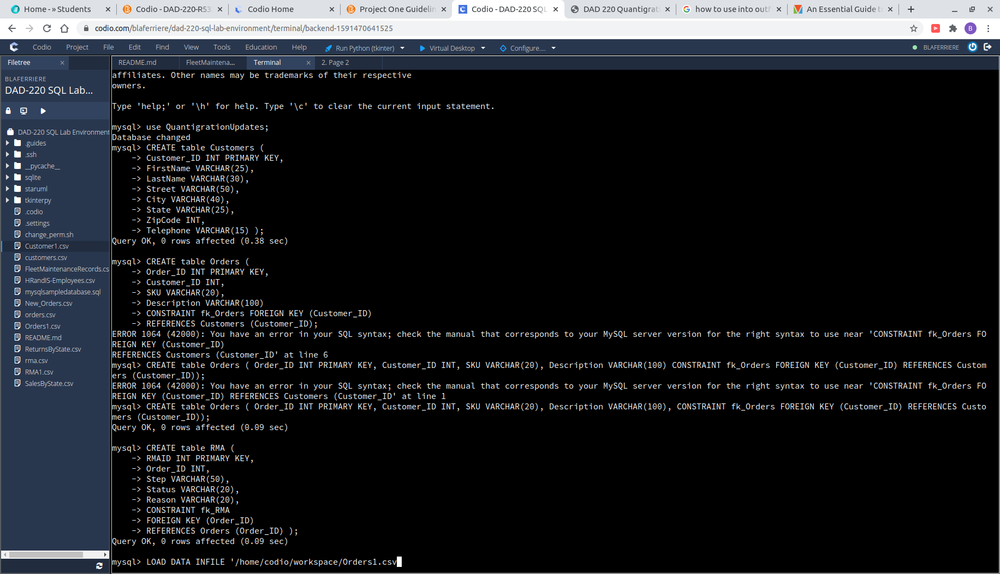 Home - » Students
Codio - DAD-220-R53
Codio Home
Project One Guidelin
Codio - DAD-220 SQL
DAD 220 Quantigrat
how to use into outf
An Essential Guide to
codio.com/blaferriere/dad-220-sql-lab-environment/terminal/backend-1591470641525
B
Codio Project File Edit Find View Tools Education Help Run Python (tkinter) Virtual Desktop Configure.... BLAFERRIERE
Filetree
README.md FleetMaintena... Terminal 2. Page 2
BLAFERRIERE
DAD-220 SQL Lab...
DAD-220 SQL Lab Environment
.guides
.ssh
__pycache__
sqlite
staruml
tkinterpy
.codio
.settings
change_perm.sh
Customer1.csv
customers.csv
FleetMaintenanceRecords.cs
HRandIS-Employees.csv
mysqlsampledatabase.sql
New_Orders.csv
orders.csv
Orders1.csv
README.md
ReturnsByState.csv
rma.csv
RMA1.csv
SalesByState.csv
affiliates. Other names may be trademarks of their respective
owners.
Type 'help;' or '\h' for help. Type '\c' to clear the current input statement.
mysql> use QuantigrationUpdates;
Database changed
mysql> CREATE table Customers (
-> Customer_ID INT PRIMARY KEY,
-> FirstName VARCHAR(25),
-> LastName VARCHAR(30),
-> Street VARCHAR(50),
-> City VARCHAR(40),
-> State VARCHAR(25),
-> ZipCode INT,
-> Telephone VARCHAR(15) );
Query OK, 0 rows affected (0.38 sec)
mysql> CREATE table Orders (
-> Order_ID INT PRIMARY KEY,
-> Customer_ID INT,
-> SKU VARCHAR(20),
-> Description VARCHAR(100)
-> CONSTRAINT fk_Orders FOREIGN KEY (Customer_ID)
-> REFERENCES Customers (Customer_ID);
ERROR 1064 (42000): You have an error in your SQL syntax; check the manual that corresponds to your MySQL server version for the right syntax to use near 'CONSTRAINT fk_Orders FO
REIGN KEY (Customer_ID)
REFERENCES Customers (Customer_ID' at line 6
mysql> CREATE table Orders ( Order_ID INT PRIMARY KEY, Customer_ID INT, SKU VARCHAR(20), Description VARCHAR(100) CONSTRAINT fk_Orders FOREIGN KEY (Customer_ID) REFERENCES Custom
ers (Customer_ID));
ERROR 1064 (42000): You have an error in your SQL syntax; check the manual that corresponds to your MySQL server version for the right syntax to use near 'CONSTRAINT fk_Orders FO
REIGN KEY (Customer_ID) REFERENCES Customers (Customer_ID' at line 1
mysql> CREATE table Orders ( Order_ID INT PRIMARY KEY, Customer_ID INT, SKU VARCHAR(20), Description VARCHAR(100), CONSTRAINT fk_Orders FOREIGN KEY (Customer_ID) REFERENCES Custo
mers (Customer_ID));
Query OK, 0 rows affected (0.09 sec)
mysql> CREATE table RMA (
-> RMAID INT PRIMARY KEY,
-> Order_ID INT,
-> Step VARCHAR(50),
-> Status VARCHAR(20),
-> Reason VARCHAR(20),
-> CONSTRAINT fk_RMA
-> FOREIGN KEY (Order_ID)
-> REFERENCES Orders (Order_ID) );
Query OK, 0 rows affected (0.09 sec)
mysql> LOAD DATA INFILE '/home/codio/workspace/Orders1.csv